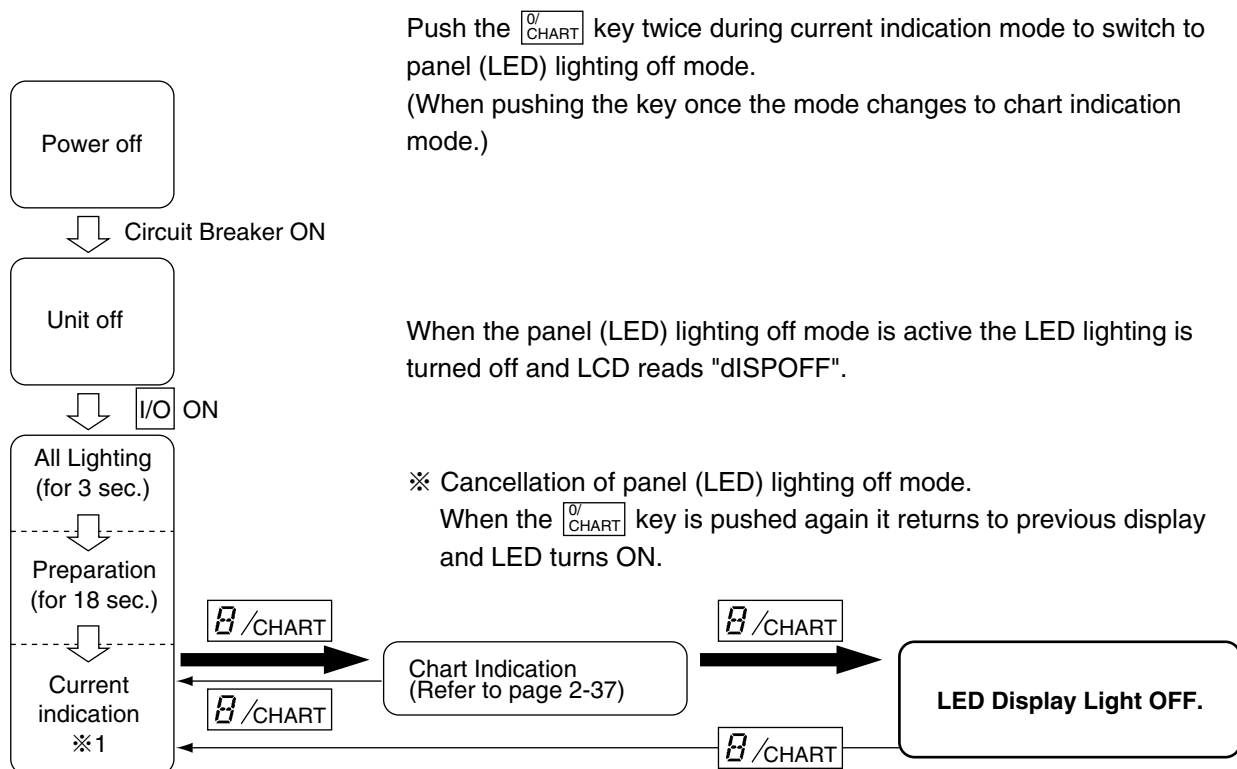 Push the 0/CHART key twice during current indication mode to switch to
panel (LED) lighting off mode.
(When pushing the key once the mode changes to chart indication
mode.)
Power off
Circuit Breaker ON
Unit off
When the panel (LED) lighting off mode is active the LED lighting is
turned off and LCD reads "dISPOFF".
I/O ON
All Lighting
(for 3 sec.)
※ Cancellation of panel (LED) lighting off mode.
When the 0/CHART key is pushed again it returns to previous display
and LED turns ON.
Preparation
(for 18 sec.)
8/CHART
8/CHART
Chart Indication
(Refer to page 2-37)
Current
indication
※1
8/CHART
LED Display Light OFF.
8/CHART